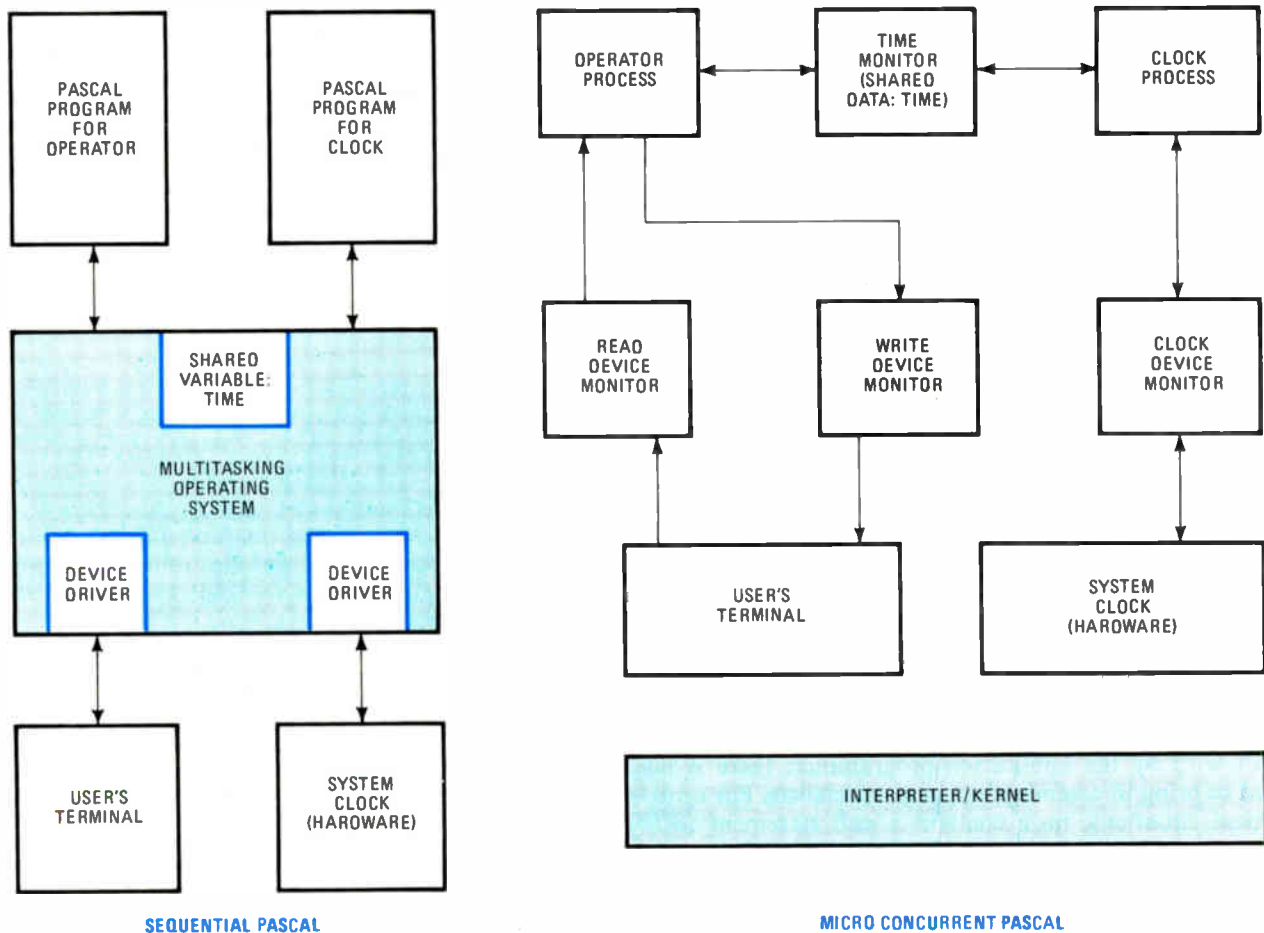 PASCAL
PROGRAM
FOR
OPERATOR
PASCAL
PROGRAM
FOR
CLOCK
SHARED
VARIABLE:
TIME
MULTITASKING
OPERATING
SYSTEM
DEVICE
DRIVER
DEVICE
DRIVER
USER'S
TERMINAL
SYSTEM
CLOCK
(HARDWARE)
SEQUENTIAL PASCAL
OPERATOR
PROCESS
TIME
MONITOR
(SHARED
DATA: TIME)
CLOCK
PROCESS
READ
DEVICE
MONITOR
WRITE
DEVICE
MONITOR
CLOCK
DEVICE
MONITOR
USER'S
TERMINAL
SYSTEM
CLOCK
(HARDWARE)
INTERPRETER/KERNEL
MICRO CONCURRENT PASCAL